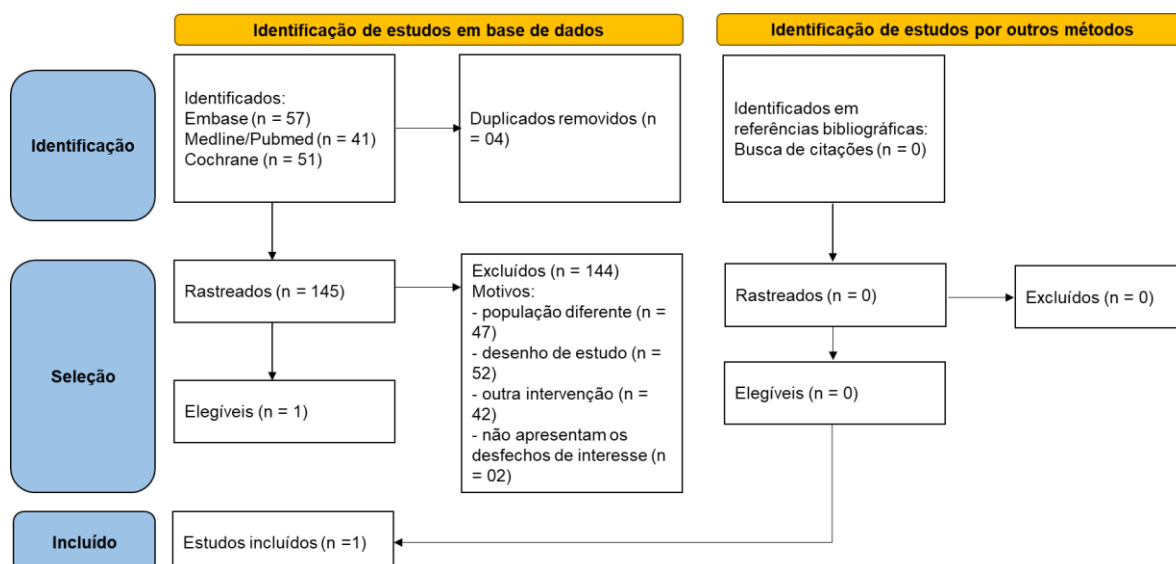 Identificação de estudos em base de dados
Identificação de estudos por outros métodos
Identificação
Identificados:
Embase (n = 57)
Medline/Pubmed (n = 41)
Cochrane (n = 51)
Duplicados removidos (n
= 04)
Identificados em
referências bibliográficas:
Busca de citações (n = 0)
Seleção
Rastreados (n = 145)
Excluídos (n = 144)
Motivos:
- população diferente (n =
47)
- desenho de estudo (n =
52)
- outra intervenção (n =
42)
- não apresentam os
desfechos de interesse (n
= 02)
Elegíveis (n = 1)
Rastreados (n = 0)
Excluídos (n = 0)
Elegíveis (n = 0)
Incluído
Estudos incluídos (n =1)